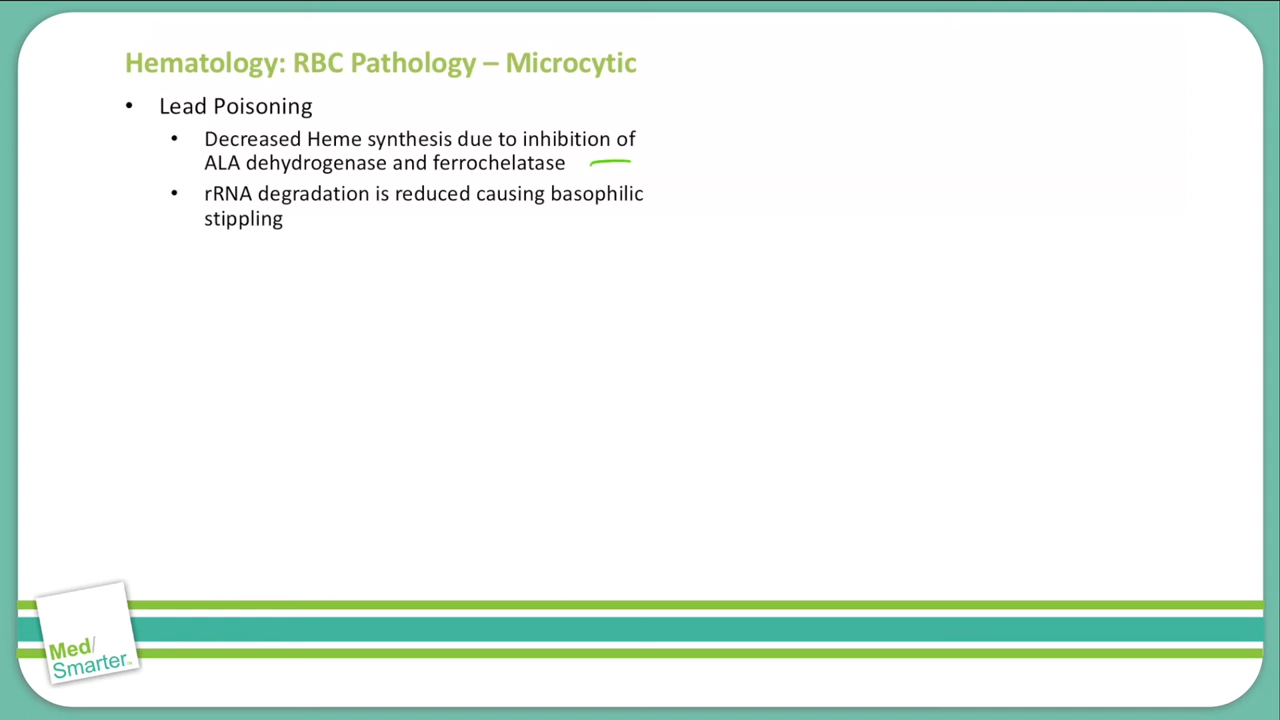 Hematology: RBC Pathology – Microcytic
• Lead Poisoning
• Decreased Heme synthesis due to inhibition of
ALA dehydrogenase and ferrochelatase
• rRNA degradation is reduced causing basophilic
stippling
Med/
Smarter™